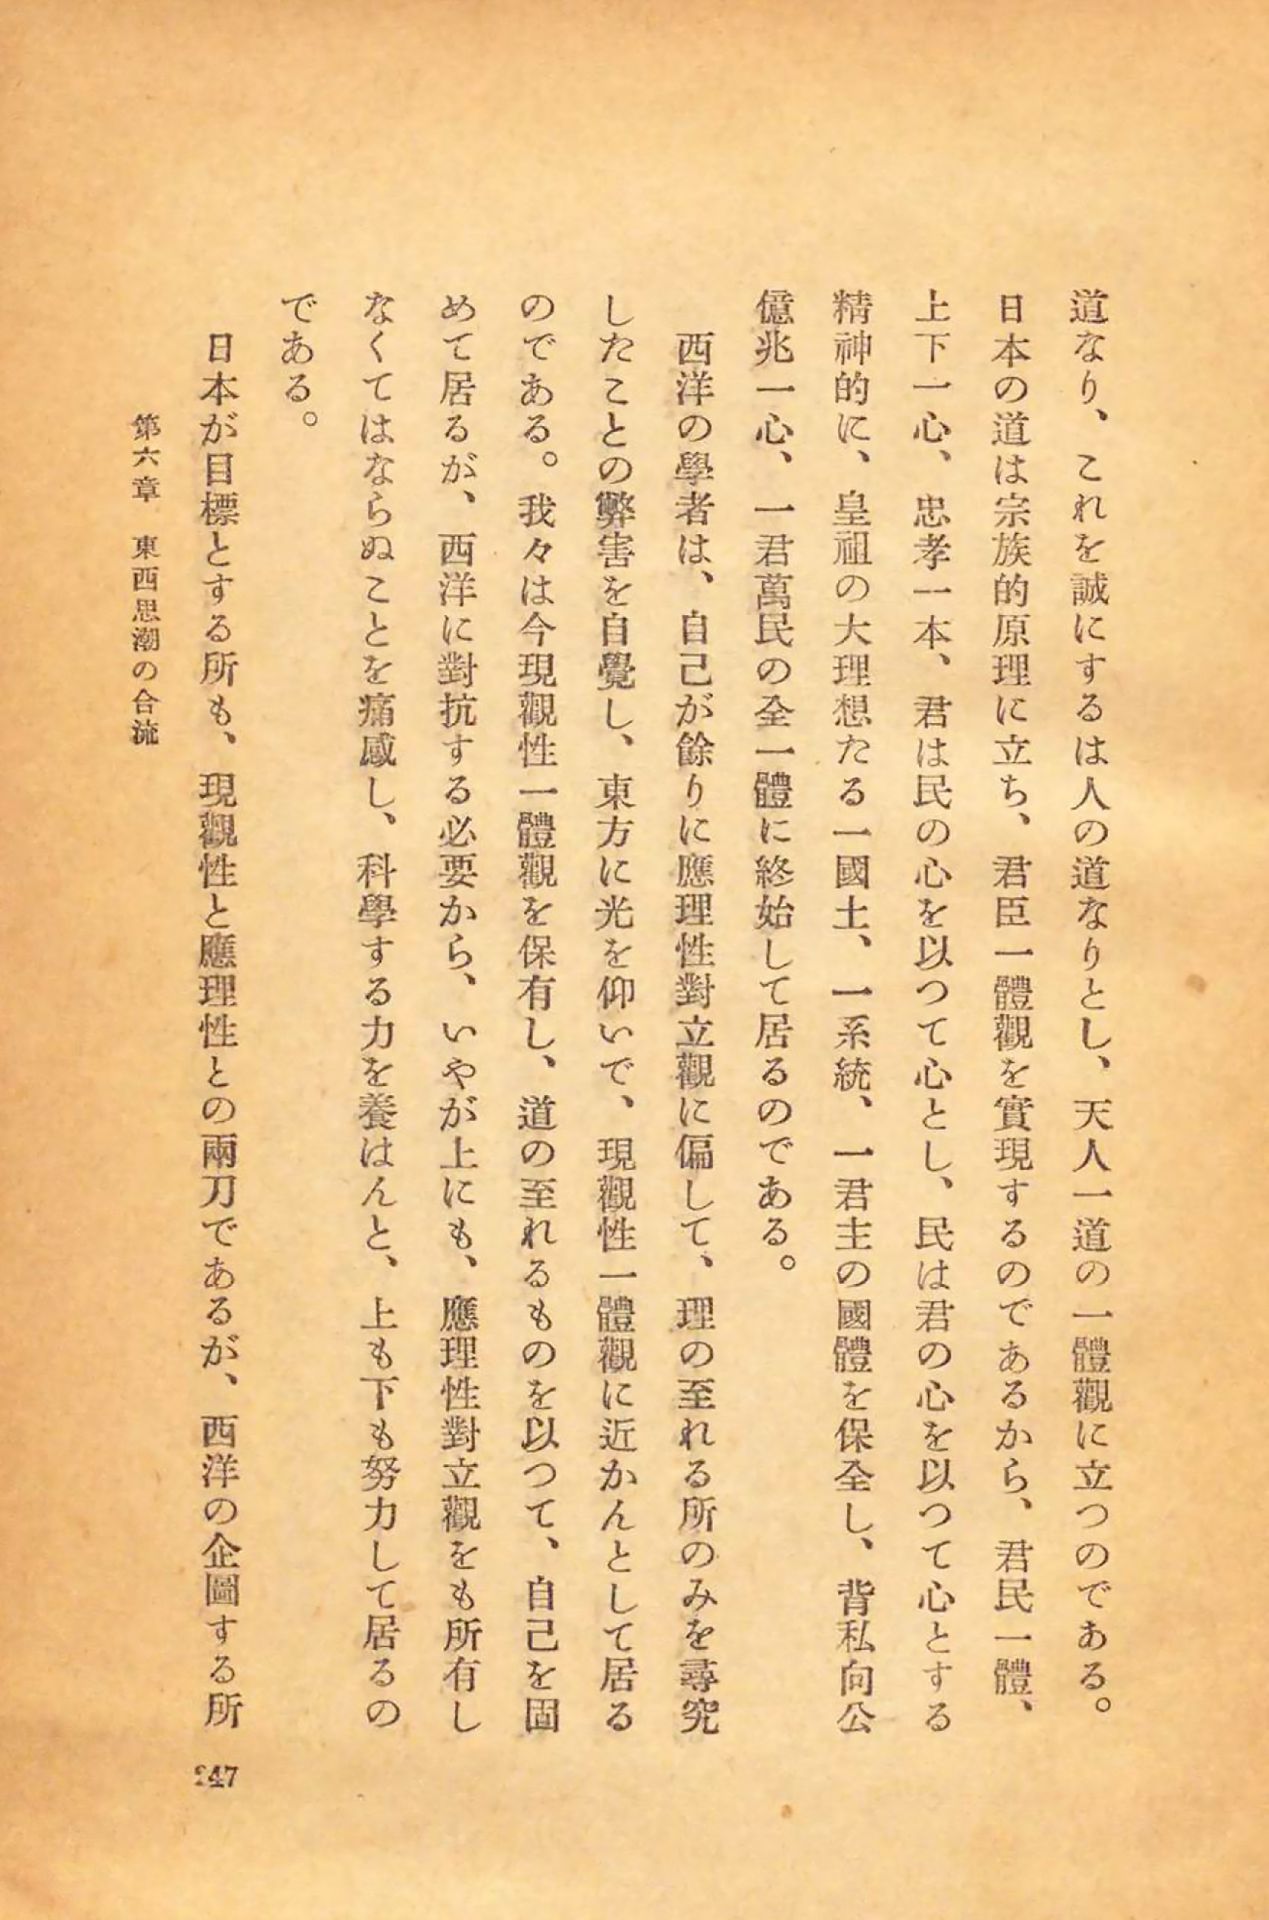 道なり、これを誠にするは人の道なりとし、天人一道の一體觀に立つのである。
日本の道は宗族的原理に立ち、君臣一體觀を實現するのであるから、君民一體、
上下一心、忠孝一本、君は民の心を以つて心とし、民は君の心を以つて心とする
精神的に、皇祖の大理想たる一國土、一系統、一君主の國體を保全し、背私向公
億兆一心、一君萬民の全一體に終始して居るのである。
西洋の學者は、自己が餘りに應理性對立觀に偏して、理の至れる所のみを尋究
したことの弊害を自覺し、東方に光を仰いで、現觀性一體觀に近かんとして居る
のである。我々は今現觀性一體觀を保有し、道の至れるものを以つて、自己を固
めて居るが、西洋に對抗する必要から、いやが上にも、應理性對立觀をも所有し
なくてはならぬことを痛感し、科學する力を養はんと、上も下も努力して居るの
である。
日本が目標とする所も、現觀性と應理性との兩刀であるが、西洋の企圖する所
第六章 東西思潮の合流
247